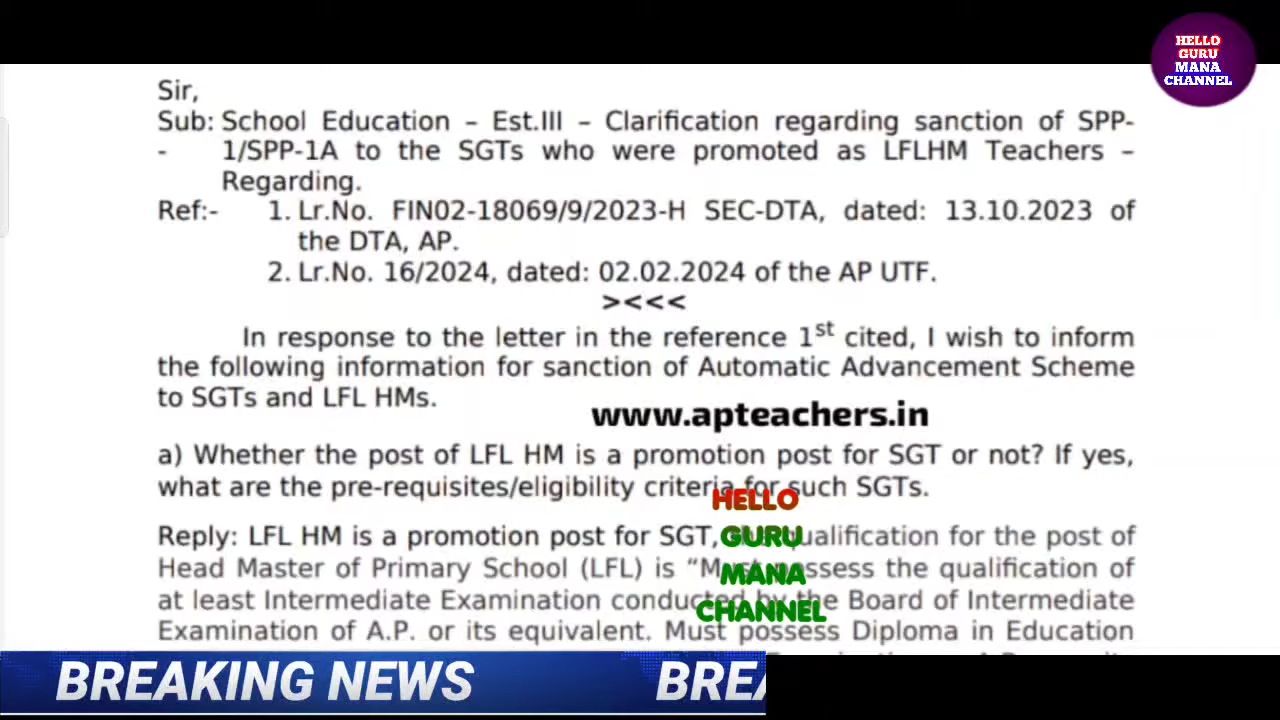 HELLO
GURU
MANA
CHANNEL
Sir,
Sub: School Education – Est.III – Clarification regarding sanction of SPP-
- 1/SPP-1A to the SGTs who were promoted as LFLHM Teachers –
Regarding.
Ref:- 1. Lr.No. FIN02-18069/9/2023-H SEC-DTA, dated: 13.10.2023 of
the DTA, AP.
2. Lr.No. 16/2024, dated: 02.02.2024 of the AP UTF.
><<<
In response to the letter in the reference 1st cited, I wish to inform
the following information for sanction of Automatic Advancement Scheme
to SGTs and LFL HMs.
www.apteachers.in
a) Whether the post of LFL HM is a promotion post for SGT or not? If yes,
what are the pre-requisites/eligibility criteria for such SGTs.
HELLO
Reply: LFL HM is a promotion post for SGT, qualification for the post of
GURU
Head Master of Primary School (LFL) is “Must possess the qualification of
MANA
at least Intermediate Examination conducted by the Board of Intermediate
CHANNEL
Examination of A.P. or its equivalent. Must possess Diploma in Education
BREAKING NEWS BREA